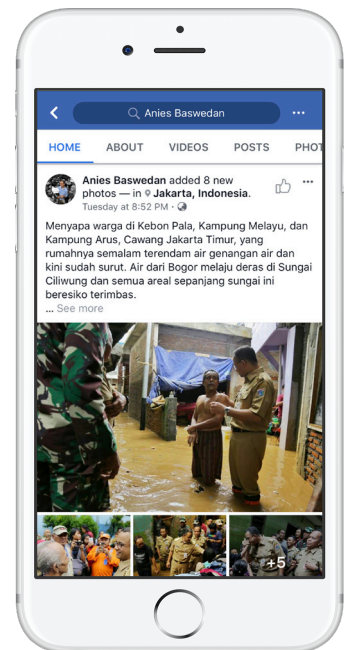 Anies Baswedan
HOME ABOUT VIDEOS POSTS PHOT
Anies Baswedan added 8 new
photos — in Jakarta, Indonesia.
Tuesday at 8:52 PM ·
Menyapa warga di Kebon Pala, Kampung Melayu, dan
Kampung Arus, Cawang Jakarta Timur, yang
rumahnya semalam terendam air genangan air dan
kini sudah surut. Air dari Bogor melaju deras di Sungai
Ciliwung dan semua areal sepanjang sungai ini
beresiko terimbas.
... See more
+5